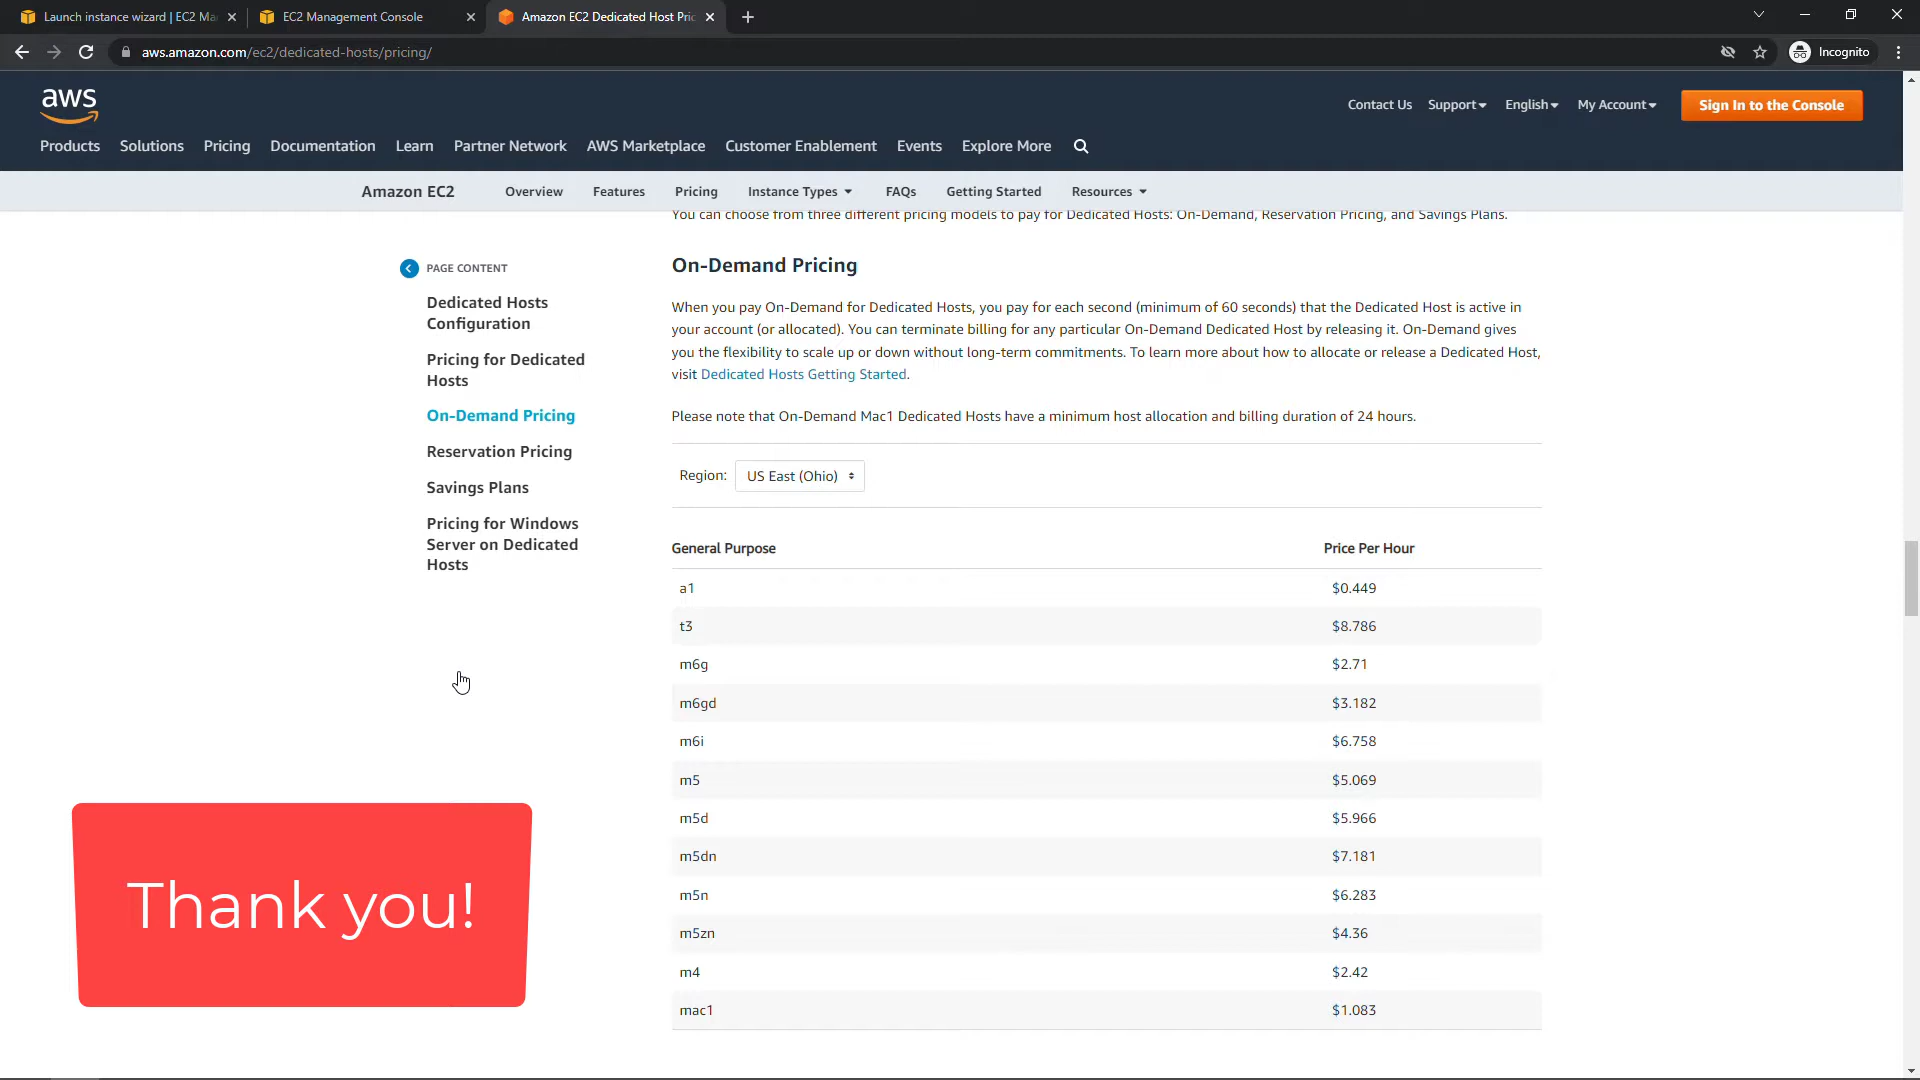 Launch instance wizard | EC2 Ma
EC2 Management Console
Amazon EC2 Dedicated Host Pric
aws.amazon.com/ec2/dedicated-hosts/pricing/
Incognito
aws
Contact Us
Support
English
My Account
Sign In to the Console
Products
Solutions
Pricing
Documentation
Learn
Partner Network
AWS Marketplace
Customer Enablement
Events
Explore More
Amazon EC2
Overview
Features
Pricing
Instance Types
FAQs
Getting Started
Resources
You can choose from three different pricing models to pay for Dedicated Hosts: On-Demand, Reservation Pricing, and Savings Plans.
PAGE CONTENT
Dedicated Hosts
Configuration
Pricing for Dedicated
Hosts
On-Demand Pricing
Reservation Pricing
Savings Plans
Pricing for Windows
Server on Dedicated
Hosts
On-Demand Pricing
When you pay On-Demand for Dedicated Hosts, you pay for each second (minimum of 60 seconds) that the Dedicated Host is active in
your account (or allocated). You can terminate billing for any particular On-Demand Dedicated Host by releasing it. On-Demand gives
you the flexibility to scale up or down without long-term commitments. To learn more about how to allocate or release a Dedicated Host,
visit Dedicated Hosts Getting Started.
Please note that On-Demand Mac1 Dedicated Hosts have a minimum host allocation and billing duration of 24 hours.
Region: US East (Ohio)
General Purpose Price Per Hour
a1 $0.449
t3 $8.786
m6g $2.71
m6gd $3.182
m6i $6.758
m5 $5.069
m5d $5.966
m5dn $7.181
m5n $6.283
m5zn $4.36
m4 $2.42
mac1 $1.083
Thank you!